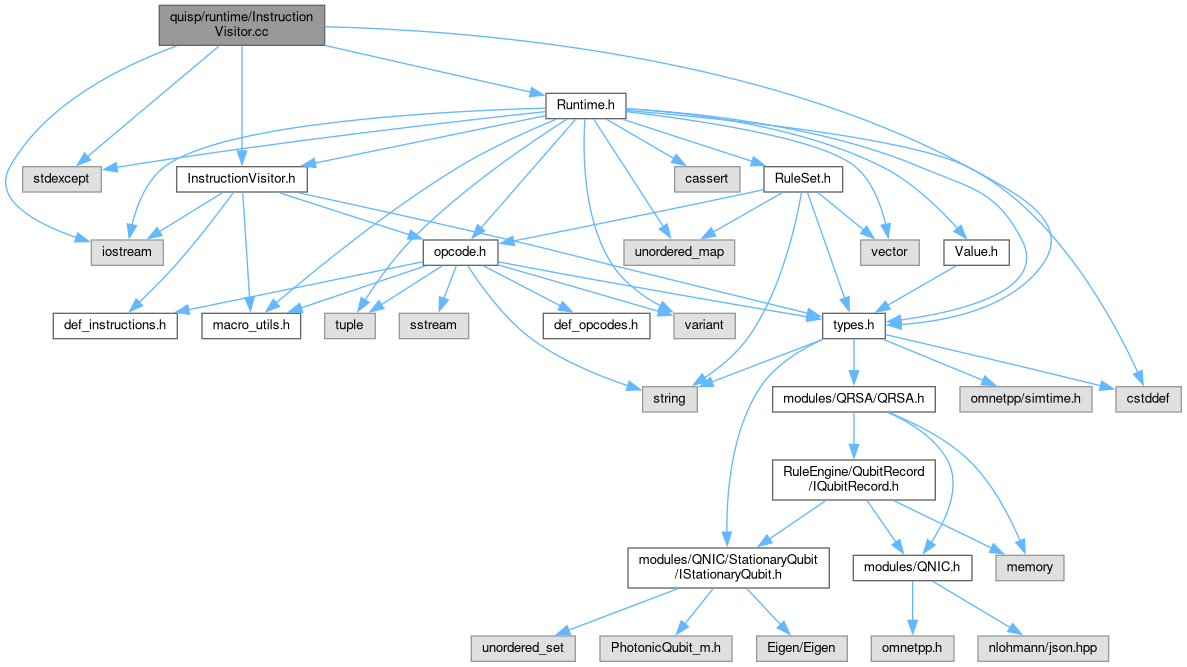 quisp/runtime/Instruction
Visitor.cc
Runtime.h
stdexcept
InstructionVisitor.h
cassert
RuleSet.h
iostream
opcode.h
unordered_map
vector
Value.h
def_instructions.h
macro_utils.h
tuple
sstream
def_opcodes.h
variant
types.h
string
modules/QRSA/QRSA.h
omnetpp/simtime.h
cstddef
RuleEngine/QubitRecord
/IQubitRecord.h
modules/QNIC/StationaryQubit
/IStationaryQubit.h
modules/QNIC.h
memory
unordered_set
PhotonicQubit_m.h
Eigen/Eigen
omnetpp.h
nlohmann/json.hpp